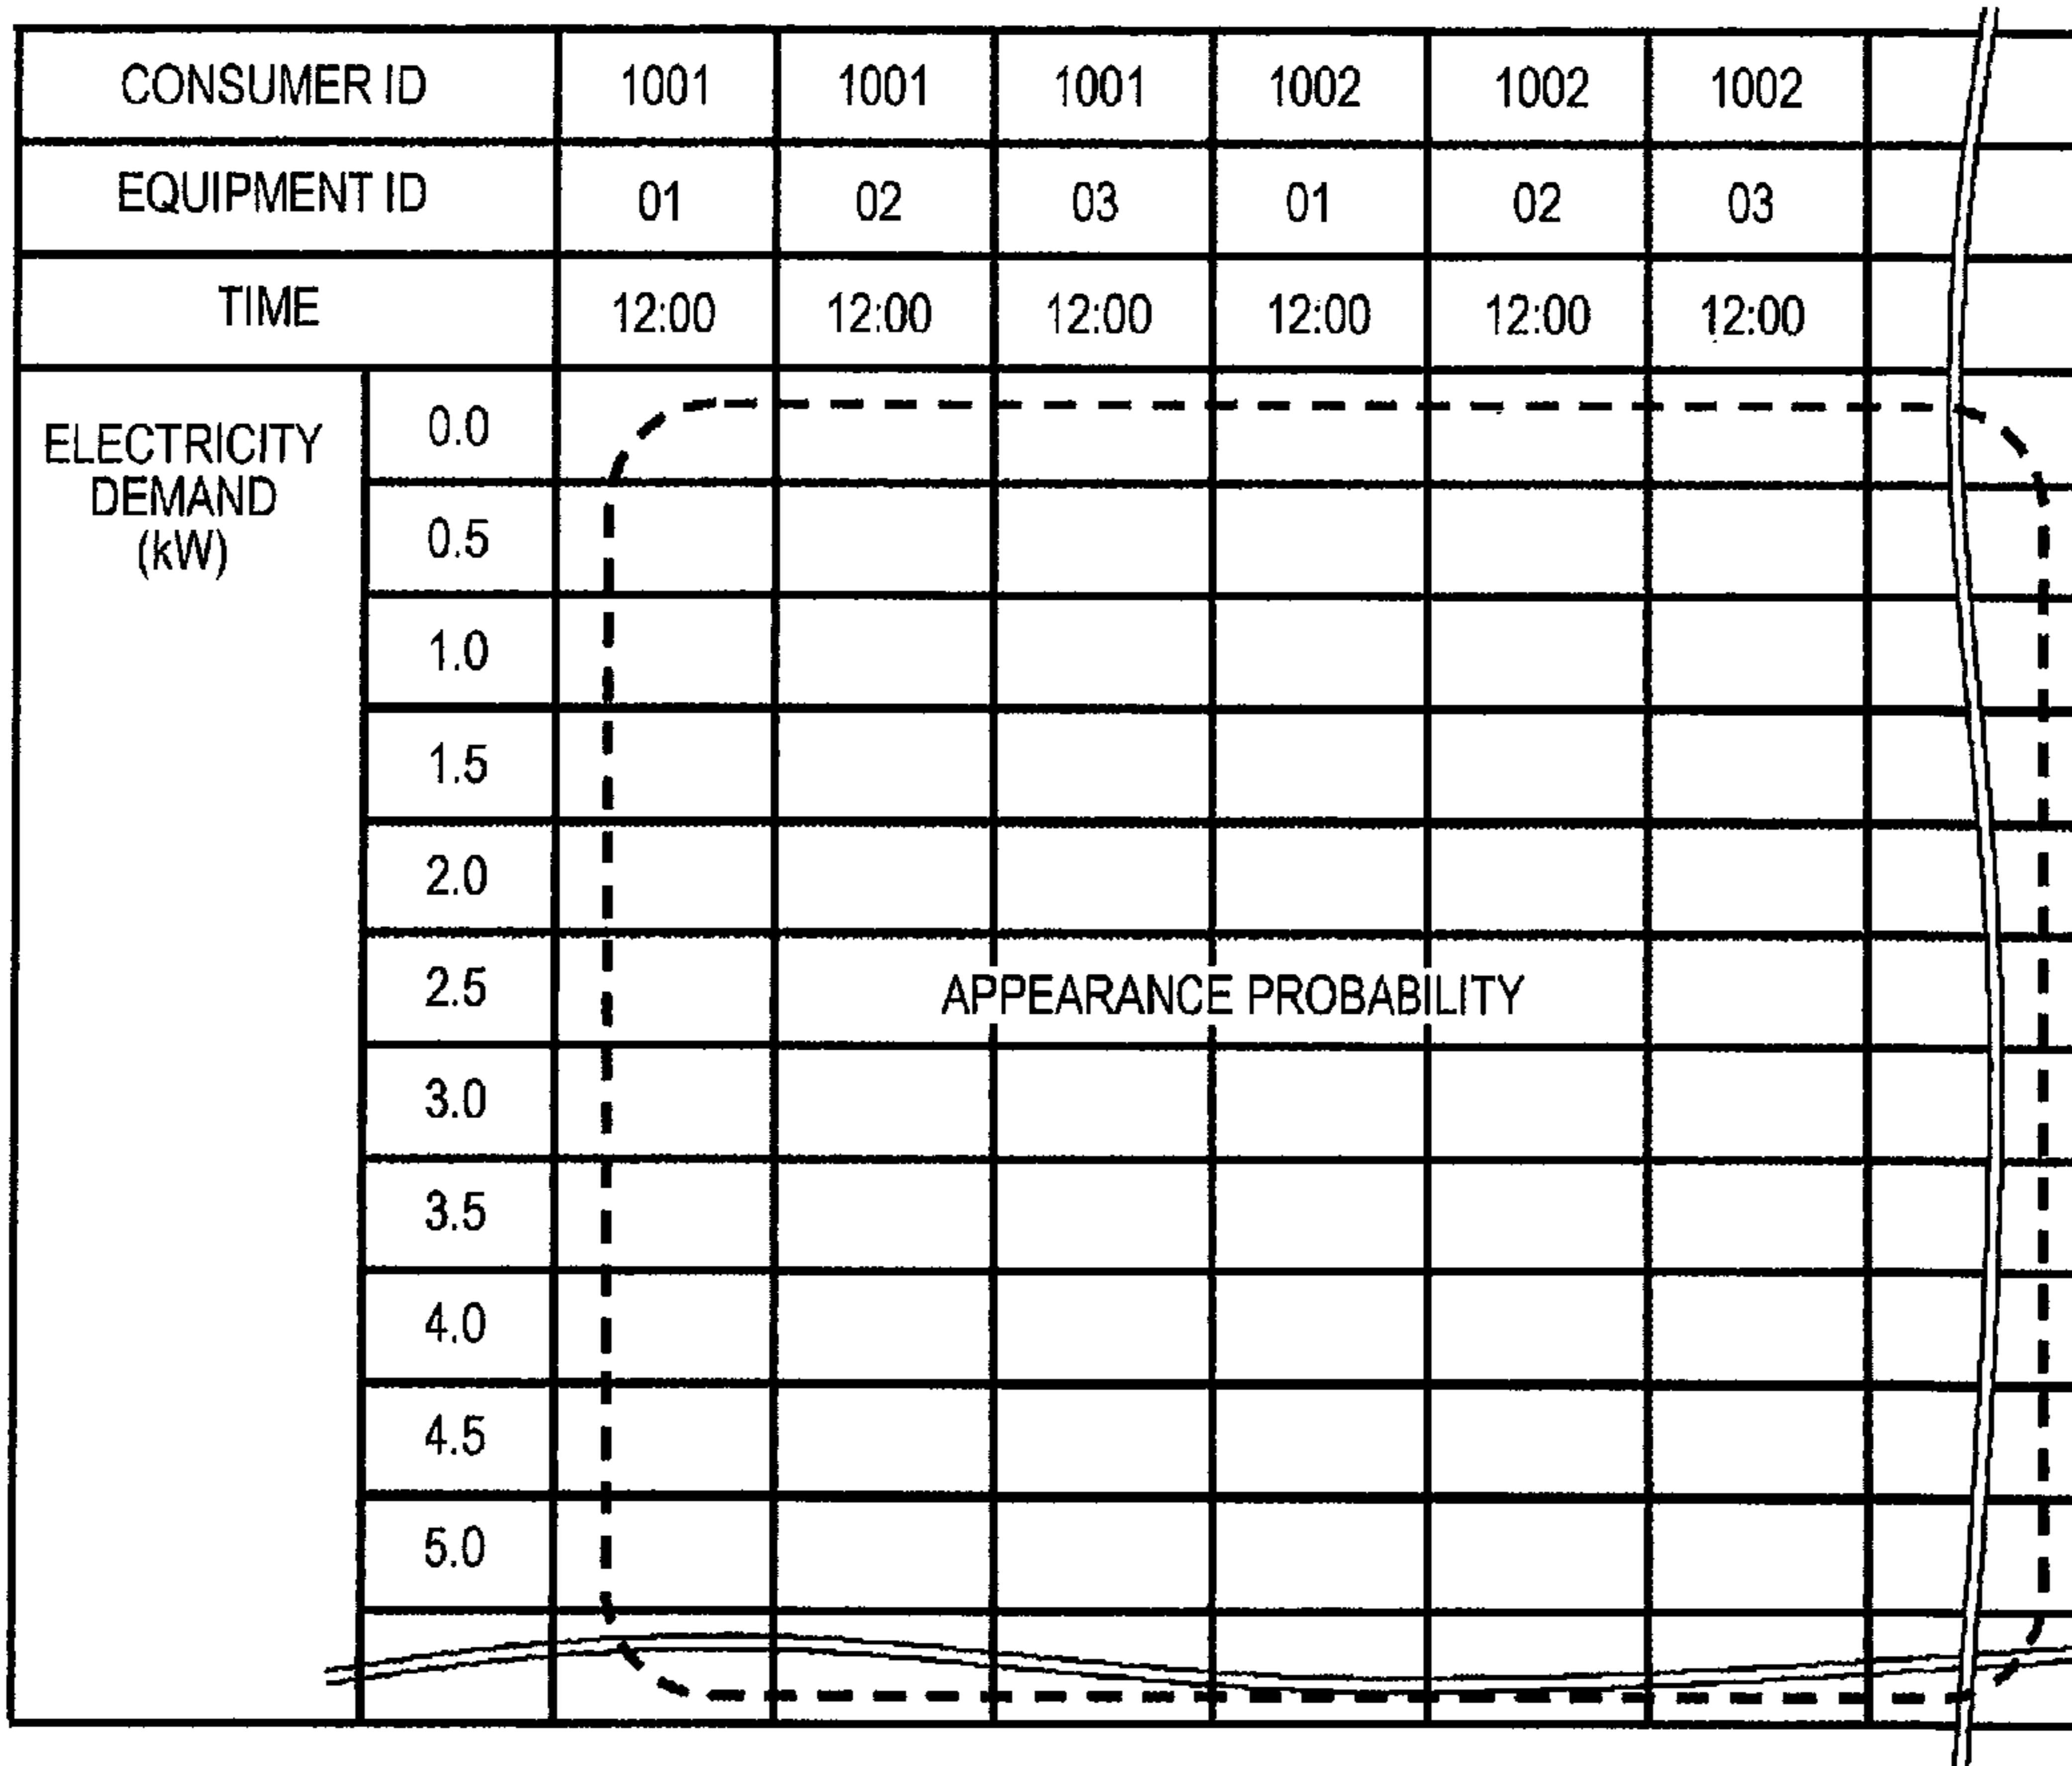 CONSUMER ID 1001 1001 1001 1002 1002 1002
EQUIPMENT ID 01 02 03 01 02 03
TIME 12:00 12:00 12:00 12:00 12:00 12:00
ELECTRICITY
DEMAND
(kW)
0.0
0.5
1.0
1.5
2.0
2.5 APPEARANCE PROBABILITY
3.0
3.5
4.0
4.5
5.0